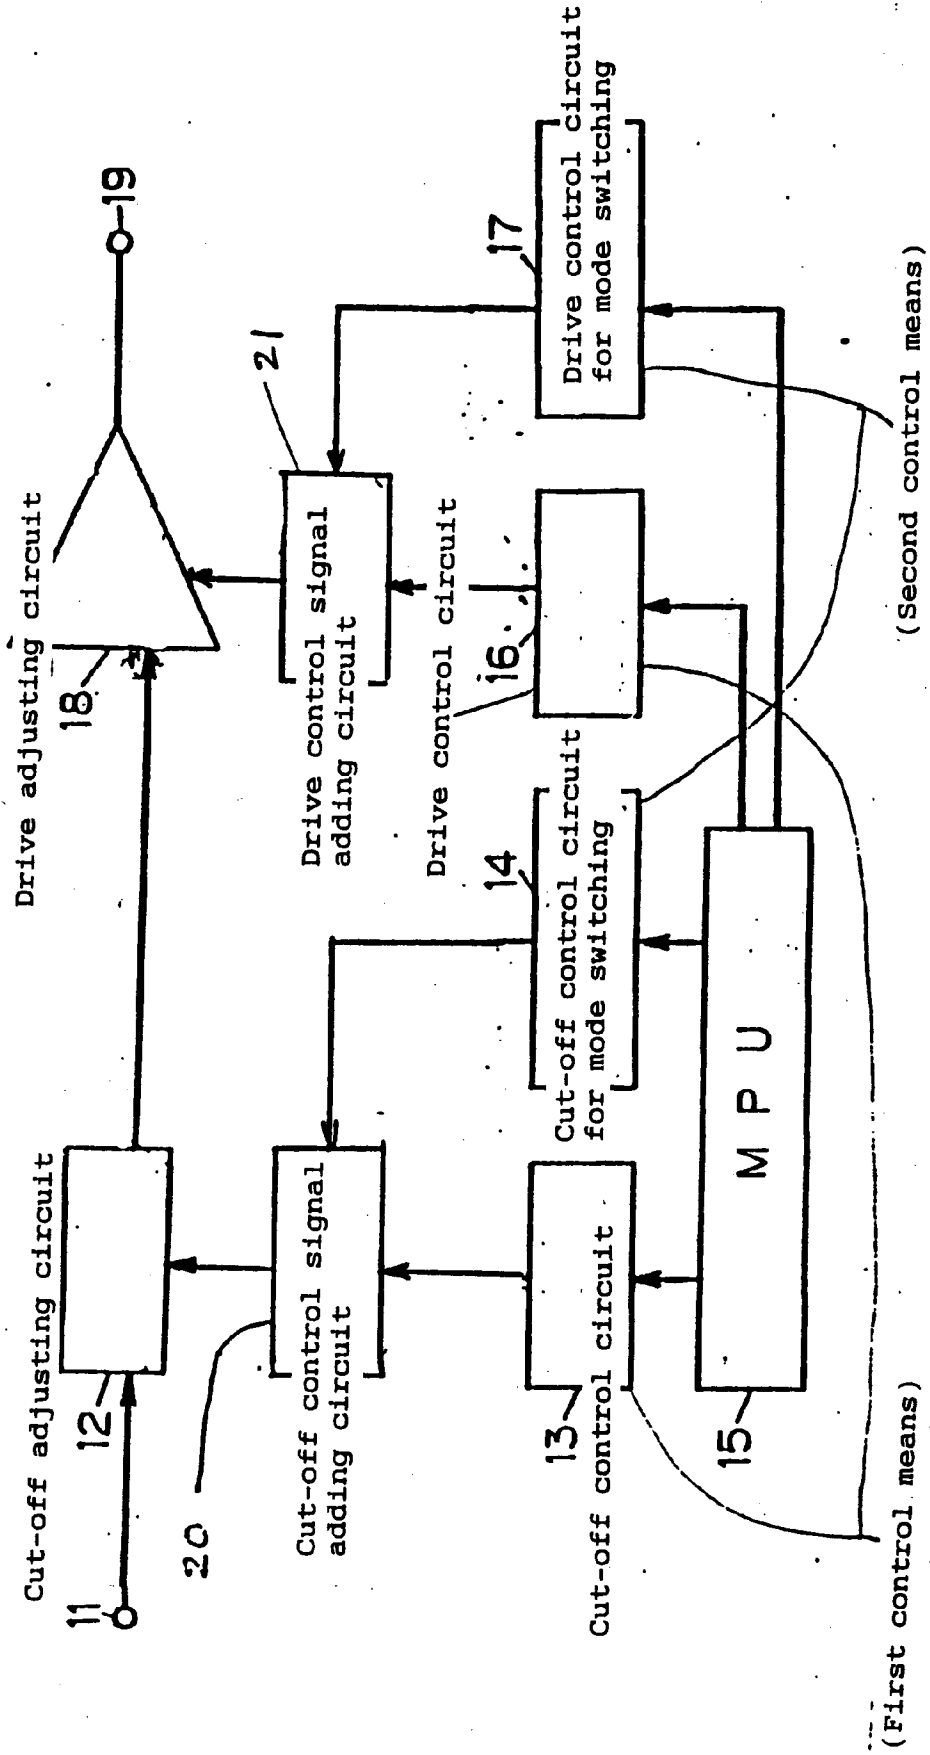 Cut-off adjusting circuit
Drive adjusting circuit
11
12
18
19
20
Cut-off control signal
adding circuit
21
Drive control signal
adding circuit
Drive control circuit
13
Cut-off control circuit
14
Cut-off control circuit
for mode switching
16
17
Drive control circuit
for mode switching
15
MPU
(First control means)
(Second control means)